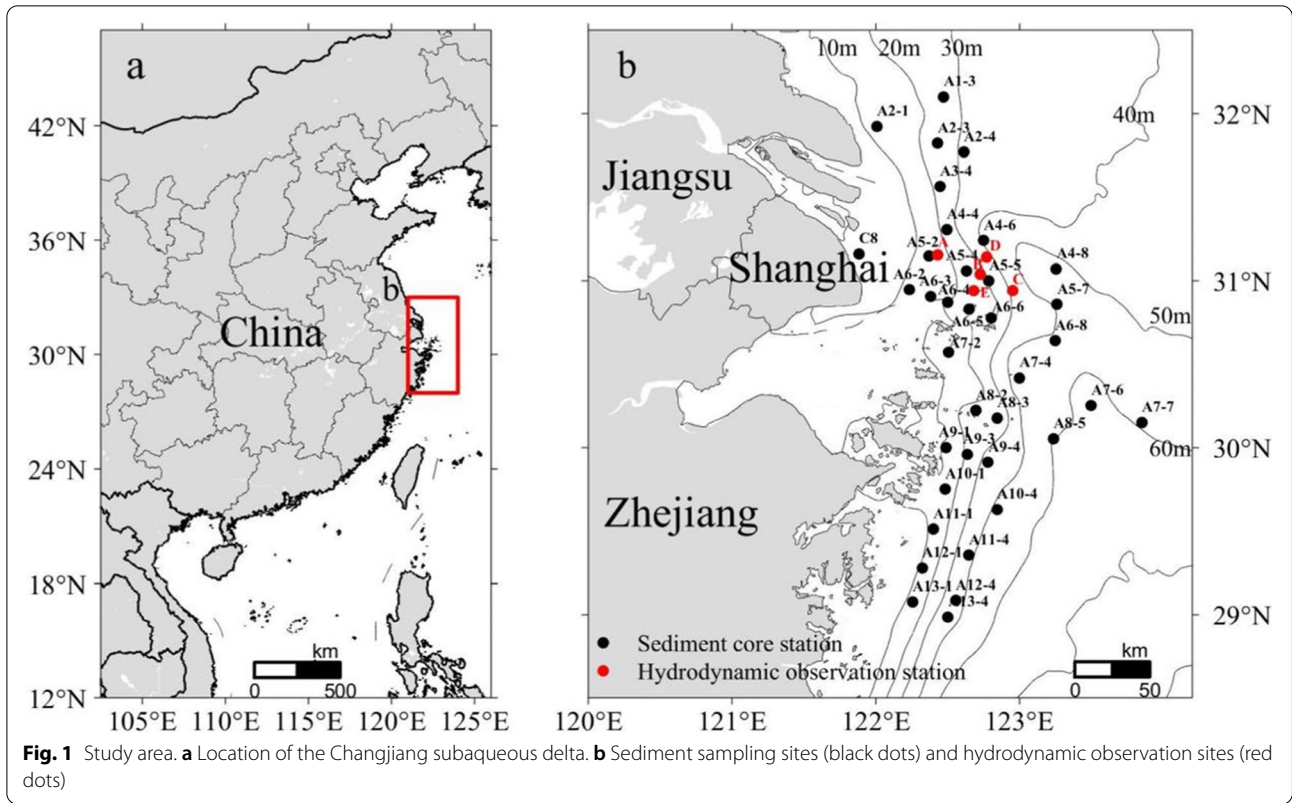 a
42°N
36°N
30°N
24°N
18°N
12°N
105°E 110°E 115°E 120°E 125°E
China
b
km
0 500
b
10m 20m 30m
40m
50m
60m
32°N
31°N
30°N
29°N
120°E 121°E 122°E 123°E
Jiangsu
Shanghai
Zhejiang
A1-3
A2-1
A2-3
A2-4
A3-4
A4-4
A4-6
C8
A5-2
A
D
A5-4
A4-8
B
A5-5
C
A6-2
A6-3
E
A5-7
A6-4
A6-6
A6-5
A6-8
A7-2
A7-4
A7-6
A7-7
A8-2
A8-3
A8-5
A9-1
A9-3
A9-4
A10-1
A10-4
A11-1
A11-4
A12-1
A12-4
A13-1
A13-4
Sediment core station
Hydrodynamic observation station
km
0 50
Fig. 1 Study area. a Location of the Changjiang subaqueous delta. b Sediment sampling sites (black dots) and hydrodynamic observation sites (red
dots)